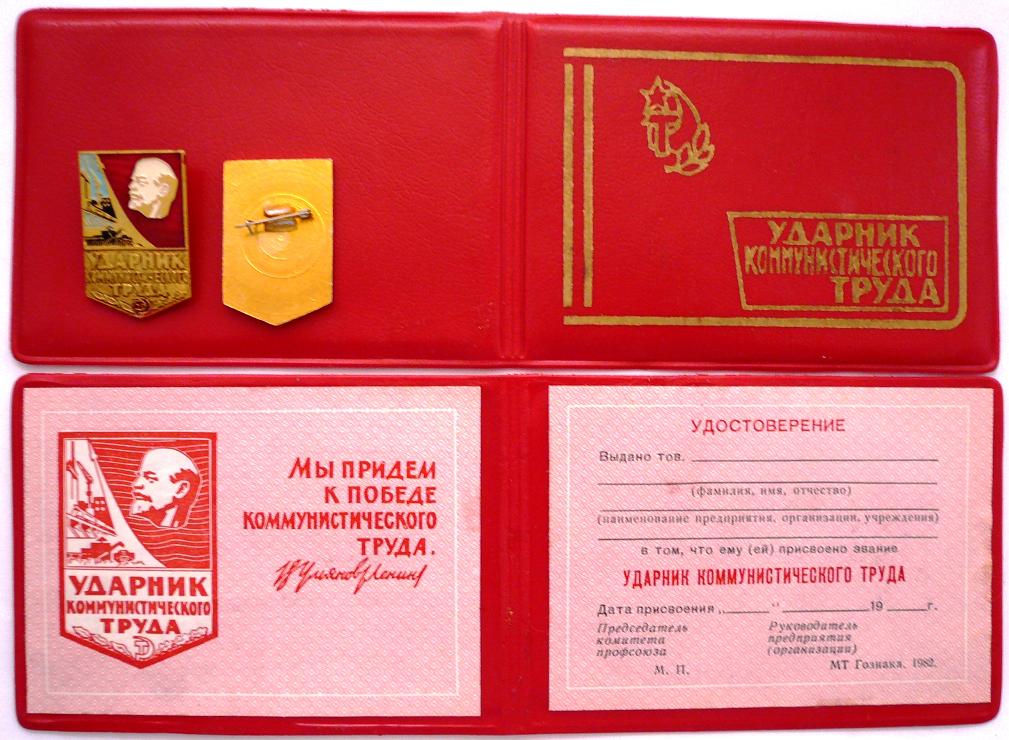 УДАРНИК
КОММУНИСТИЧЕСКОГО
ТРУДА
УДАРНИК
КОММУНИСТИЧЕСКОГО
ТРУДА
УДАРНИК
КОММУНИСТИЧЕСКОГО
ТРУДА
МЫ ПРИДЕМ
К ПОБЕДЕ
КОММУНИСТИЧЕСКОГО
ТРУДА.
В Ульянов (Ленин)
УДОСТОВЕРЕНИЕ
Выдано тов.
(фамилия, имя, отчество)
(наименование предприятия, организации, учреждения)
в том, что ему (ей) присвоено звание
УДАРНИК КОММУНИСТИЧЕСКОГО ТРУДА
Дата присвоения „ " 19 г.
Председатель Руководитель
комитета предприятия
профсоюза (организации)
М. П. МТ Гознака. 1982.